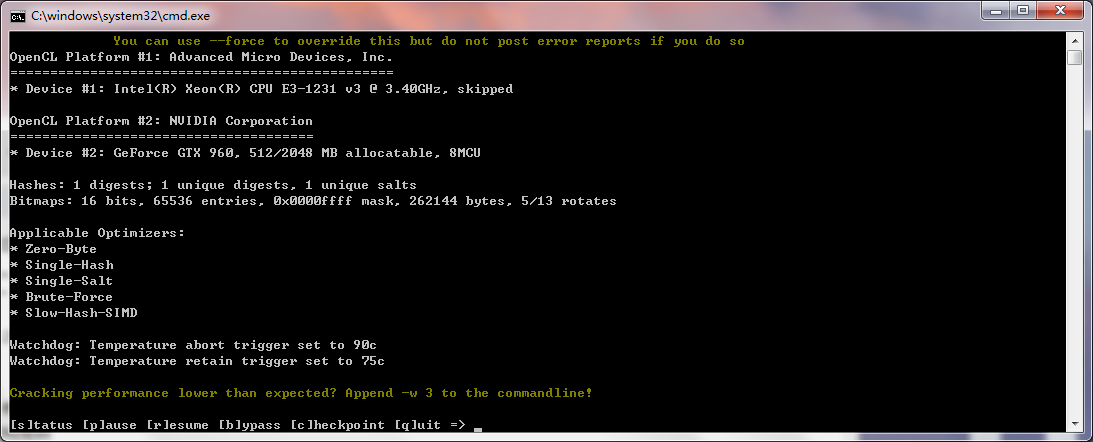 C:\windows\system32\cmd.exe
You can use --force to override this but do not post error reports if you do so
OpenCL Platform #1: Advanced Micro Devices, Inc.
================================================
* Device #1: Intel(R) Xeon(R) CPU E3-1231 v3 @ 3.40GHz, skipped
OpenCL Platform #2: NVIDIA Corporation
======================================
* Device #2: GeForce GTX 960, 512/2048 MB allocatable, 8MCU
Hashes: 1 digests; 1 unique digests, 1 unique salts
Bitmaps: 16 bits, 65536 entries, 0x0000ffff mask, 262144 bytes, 5/13 rotates
Applicable Optimizers:
* Zero-Byte
* Single-Hash
* Single-Salt
* Brute-Force
* Slow-Hash-SIMD
Watchdog: Temperature abort trigger set to 90c
Watchdog: Temperature retain trigger set to 75c
Cracking performance lower than expected? Append -w 3 to the commandline!
[s]tatus [p]ause [r]esume [b]ypass [c]heckpoint [q]uit => _